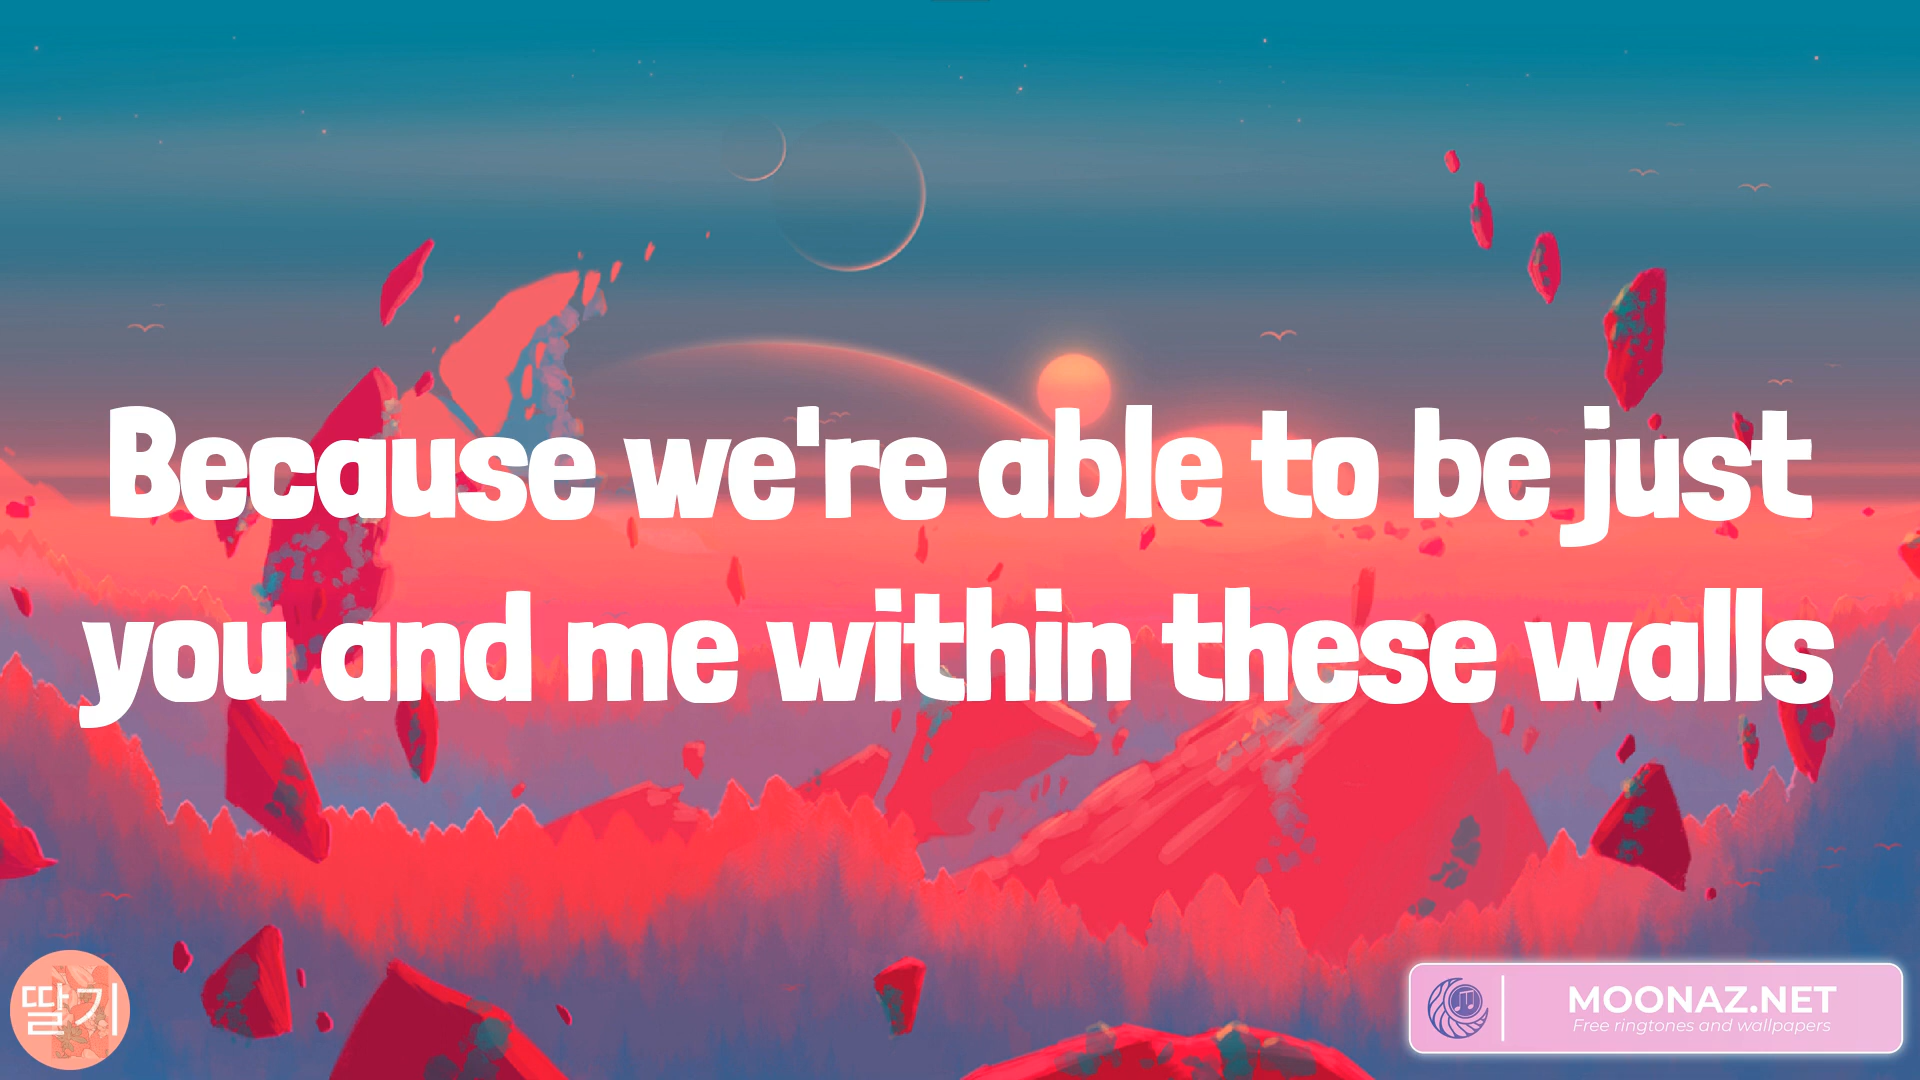 Because we're able to be just
you and me within these walls
딸기
MOONAZ.NET
Free ringtones and wallpapers